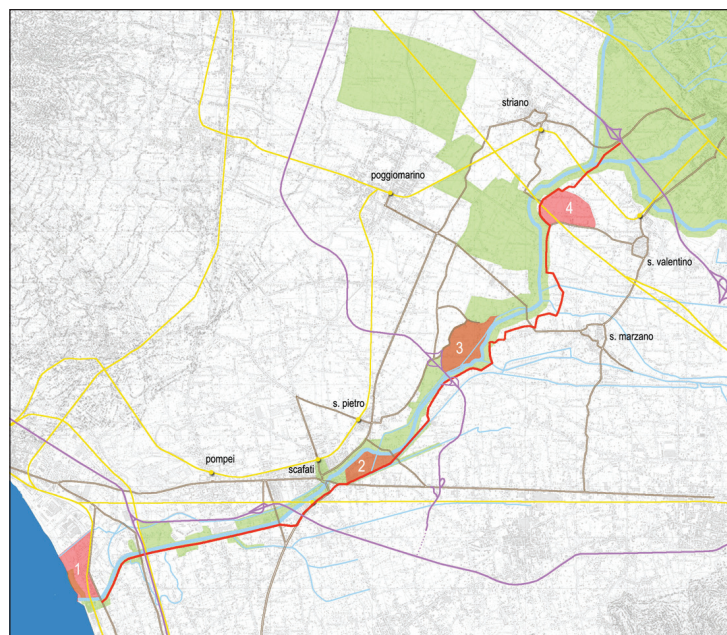 striano
poggiomarino
4
s. valentino
s. marzano
3
s. pietro
pompei
scafati
2
1